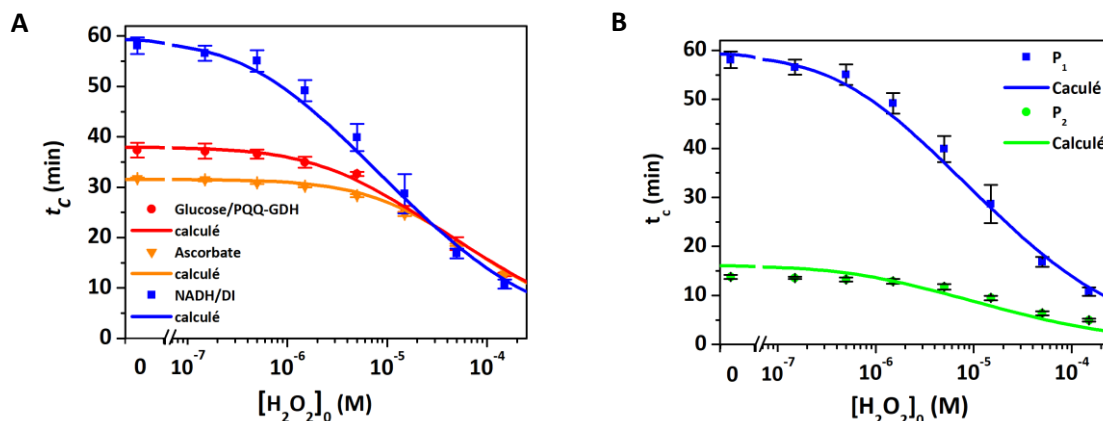 A
60
50
40
30
20
10
0
t_c (min)
Glucose/PQQ-GDH
calculé
Ascorbate
calculé
NADH/DI
calculé
0 10⁻⁷ 10⁻⁶ 10⁻⁵ 10⁻⁴
[H₂O₂]₀ (M)
B
60
50
40
30
20
10
0
t_c (min)
P₁
Caculé
P₂
Calculé
0 10⁻⁷ 10⁻⁶ 10⁻⁵ 10⁻⁴
[H₂O₂]₀ (M)